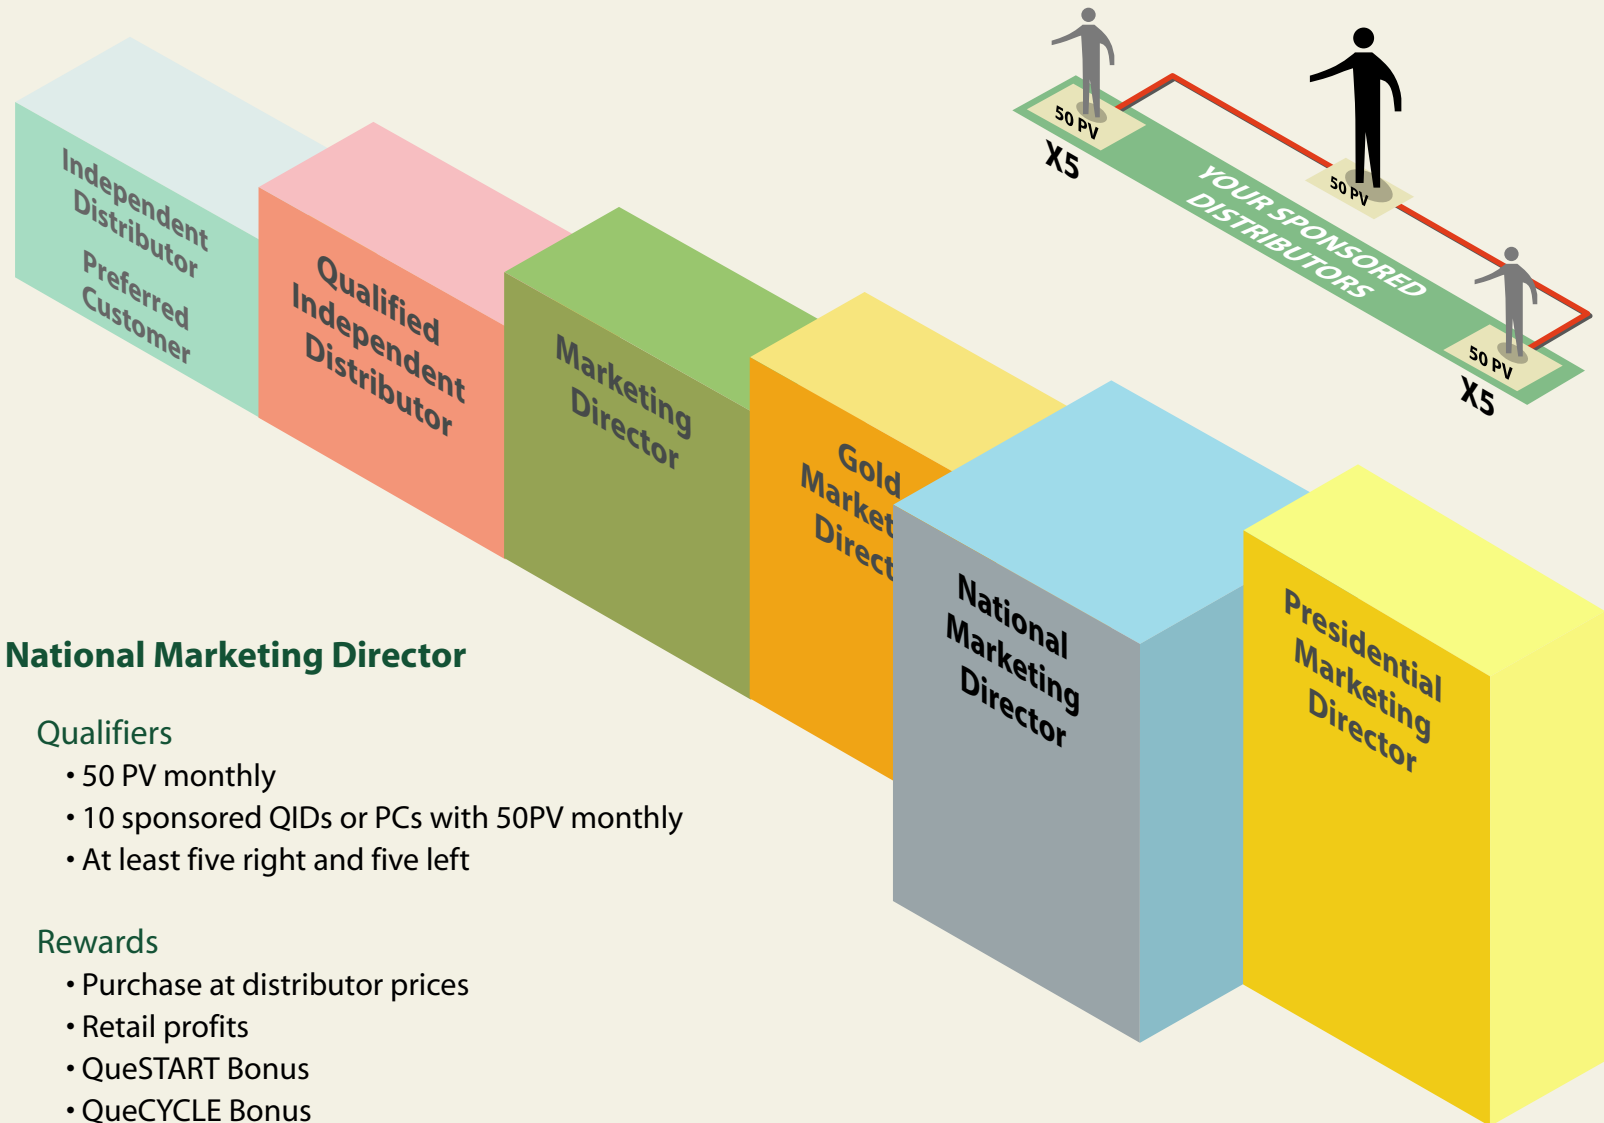 50 PV
X5
50 PV
YOUR SPONSORED
DISTRIBUTORS
50 PV
X5
Independent
Distributor
Preferred
Customer
Qualified
Independent
Distributor
Marketing
Director
Gold
Market
Direct
National
Marketing
Director
Presidential
Marketing
Director
National Marketing Director
Qualifiers
• 50 PV monthly
• 10 sponsored QIDs or PCs with 50PV monthly
• At least five right and five left
Rewards
• Purchase at distributor prices
• Retail profits
• QueSTART Bonus
• QueCYCLE Bonus